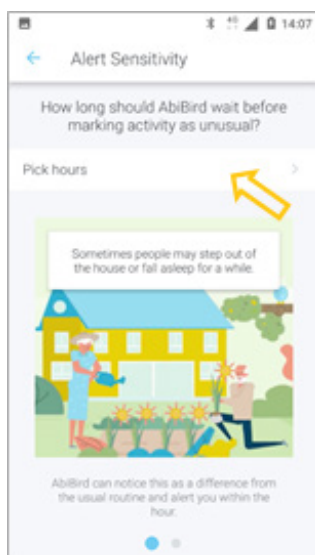 14:07
Alert Sensitivity
How long should AbiBird wait before
marking activity as unusual?
Pick hours
Sometimes people may step out of
the house or fall asleep for a while.
AbiBird can notice this as a difference from
the usual routine and alert you within the
hour.